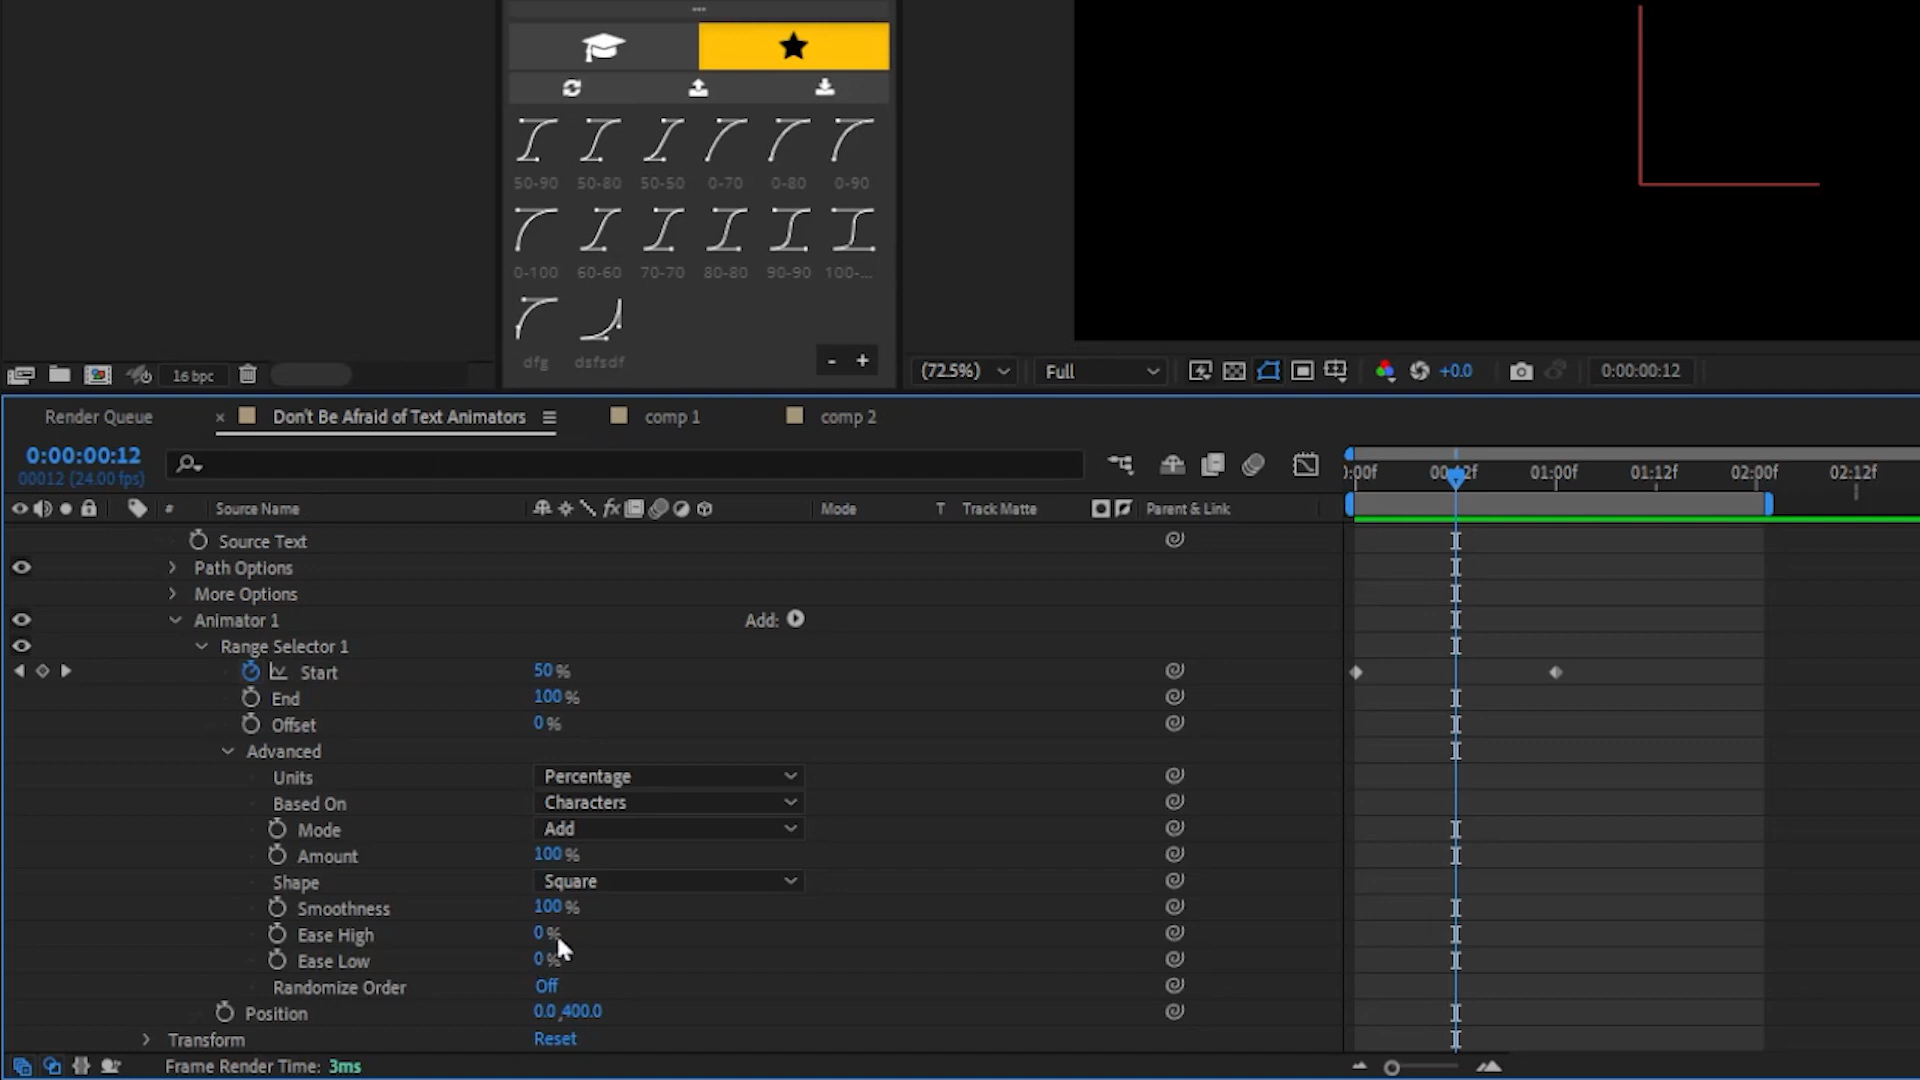 50-90 50-80 50-50 0-70 0-80 0-90
0-100 60-60 70-70 80-80 90-90 100-...
dfg dsfsdf
- +
16 bpc
(72.5%) Full +0.0 0:00:00:12
Render Queue × Don't Be Afraid of Text Animators comp 1 comp 2
0:00:00:12
00012 (24.00 fps)
):00f 00:12f 01:00f 01:12f 02:00f 02:12f
# Source Name fx Mode T Track Matte Parent & Link
Source Text
Path Options
More Options
Animator 1 Add:
Range Selector 1
Start 50 %
End 100 %
Offset 0 %
Advanced
Units Percentage
Based On Characters
Mode Add
Amount 100 %
Shape Square
Smoothness 100 %
Ease High 0 %
Ease Low 0 %
Randomize Order Off
Position 0.0 ,400.0
Transform Reset
Frame Render Time: 3ms